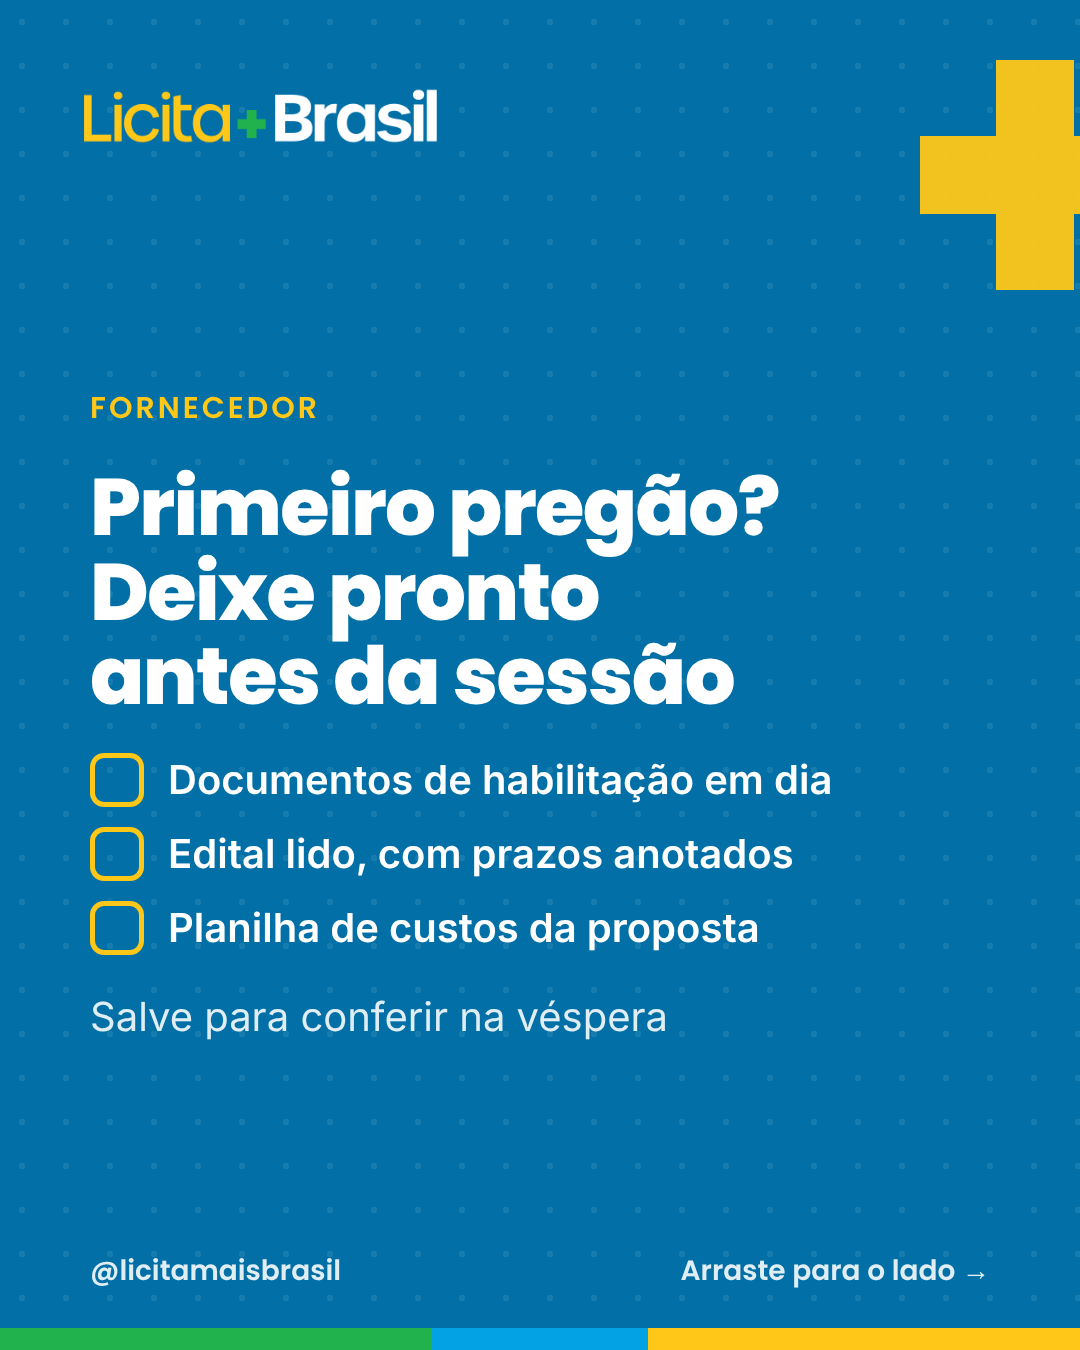 Licita+Brasil
FORNECEDOR
Primeiro pregão?
Deixe pronto
antes da sessão
Documentos de habilitação em dia
Edital lido, com prazos anotados
Planilha de custos da proposta
Salve para conferir na véspera
@licitamaisbrasil
Arraste para o lado →